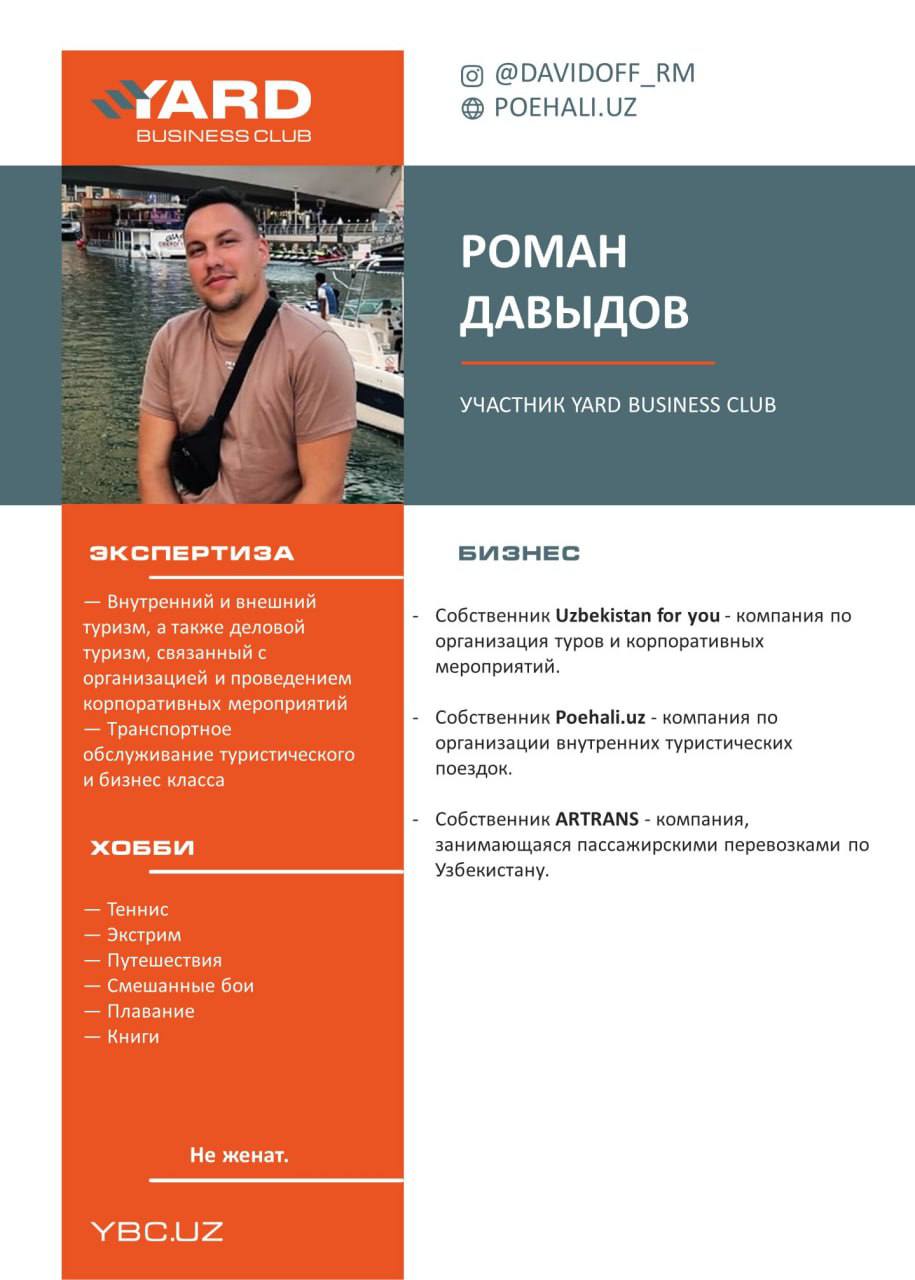 YARD
BUSINESS CLUB
@DAVIDOFF_RM
POEHALI.UZ
РОМАН
ДАВЫДОВ
УЧАСТНИК YARD BUSINESS CLUB
ЭКСПЕРТИЗА
— Внутренний и внешний
туризм, а также деловой
туризм, связанный с
организацией и проведением
корпоративных мероприятий
— Транспортное
обслуживание туристического
и бизнес класса
ХОББИ
— Теннис
— Экстрим
— Путешествия
— Смешанные бои
— Плавание
— Книги
Не женат.
YBC.UZ
БИЗНЕС
- Собственник Uzbekistan for you - компания по
организация туров и корпоративных
мероприятий.
- Собственник Poehali.uz - компания по
организации внутренних туристических
поездок.
- Собственник ARTRANS - компания,
занимающаяся пассажирскими перевозками по
Узбекистану.